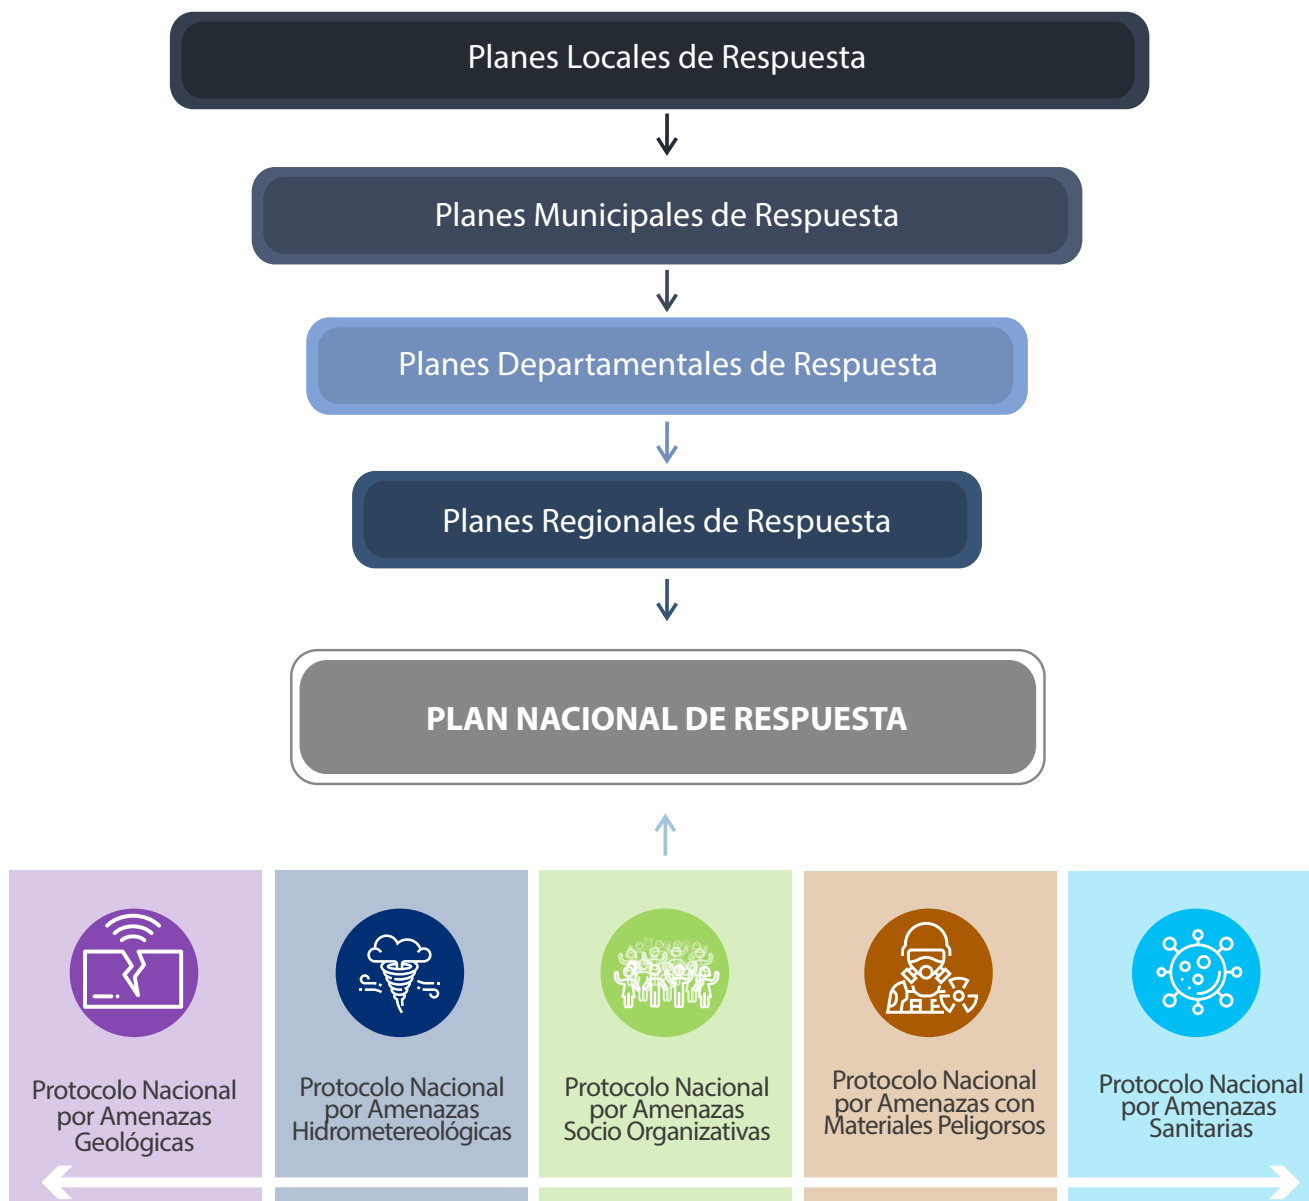 Planes Locales de Respuesta
Planes Municipales de Respuesta
Planes Departamentales de Respuesta
Planes Regionales de Respuesta
PLAN NACIONAL DE RESPUESTA
Protocolo Nacional
por Amenazas
Geológicas
Protocolo Nacional
por Amenazas
Hidrometereológicas
Protocolo Nacional
por Amenazas
Socio Organizativas
Protocolo Nacional
por Amenazas con
Materiales Peligorsos
Protocolo Nacional
por Amenazas
Sanitarias